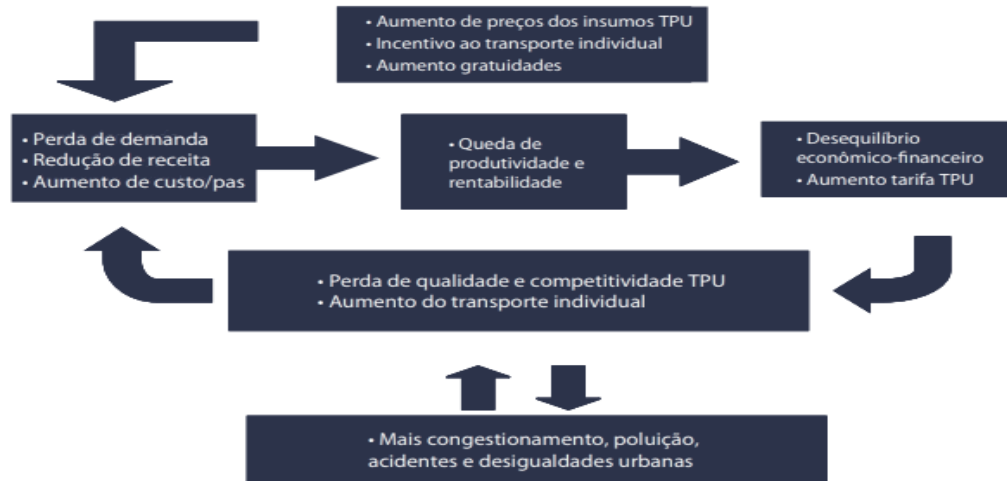 • Aumento de preços dos insumos TPU
• Incentivo ao transporte individual
• Aumento gratuidades
• Perda de demanda
• Redução de receita
• Aumento de custo/pas
• Queda de
produtividade e
rentabilidade
• Desequilíbrio
econômico-financeiro
• Aumento tarifa TPU
• Perda de qualidade e competitividade TPU
• Aumento do transporte individual
• Mais congestionamento, poluição,
acidentes e desigualdades urbanas